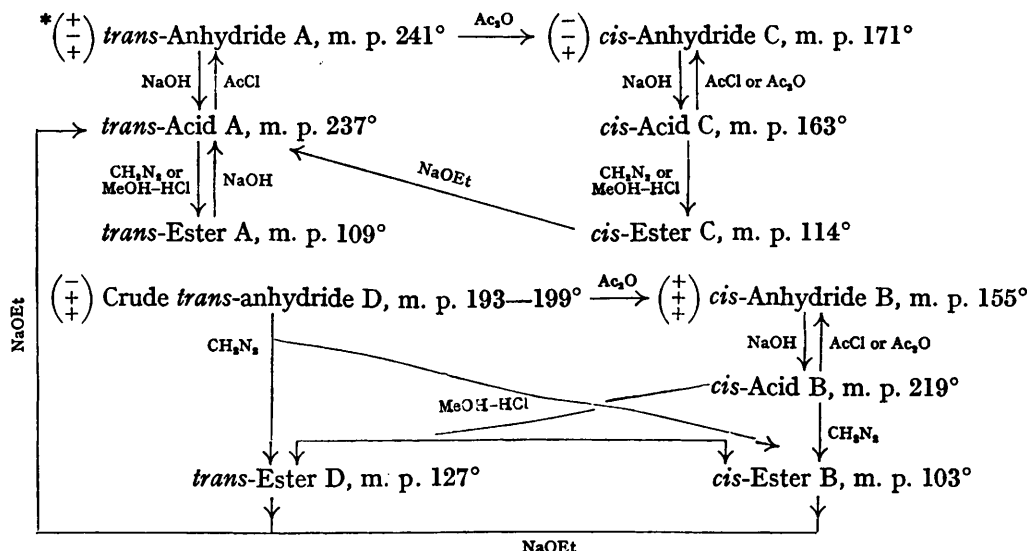 *(+ − +) trans-Anhydride A, m. p. 241° Ac₂O (− − +) cis-Anhydride C, m. p. 171°
NaOH AcCl NaOH AcCl or Ac₂O
trans-Acid A, m. p. 237° cis-Acid C, m. p. 163°
CH₂N₂ or MeOH–HCl NaOH NaOEt CH₂N₂ or MeOH–HCl
trans-Ester A, m. p. 109° cis-Ester C, m. p. 114°
(− + +) Crude trans-anhydride D, m. p. 193—199° Ac₂O (+ + +) cis-Anhydride B, m. p. 155°
NaOEt
CH₂N₂ NaOH AcCl or Ac₂O
MeOH–HCl cis-Acid B, m. p. 219°
CH₂N₂
trans-Ester D, m. p. 127° cis-Ester B, m. p. 103°
NaOEt